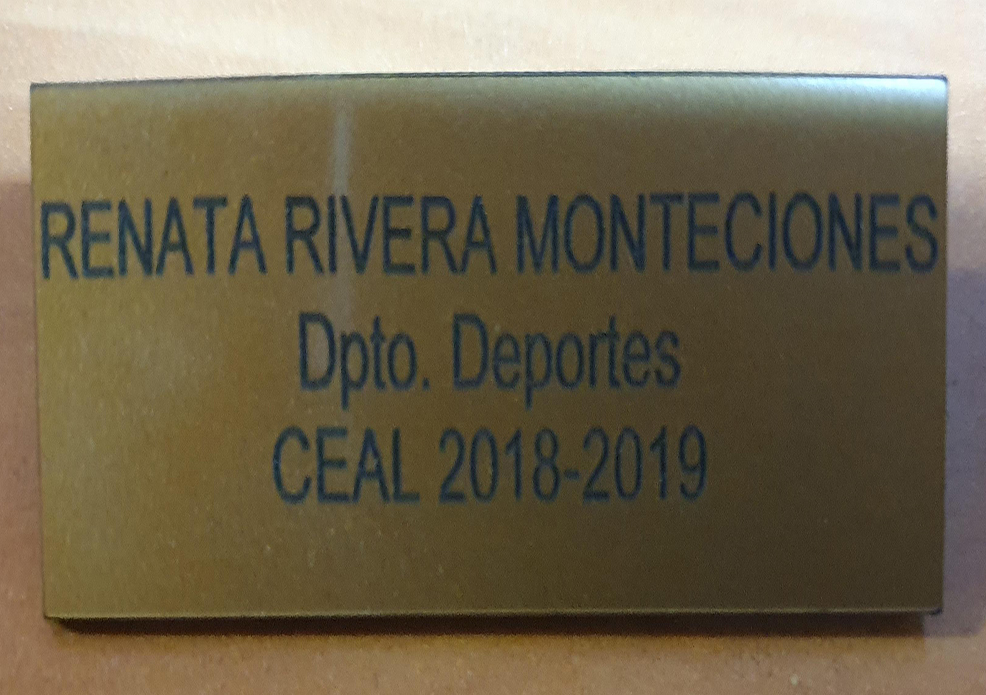 RENATA RIVERA MONTECIONES
Dpto. Deportes
CEAL 2018-2019